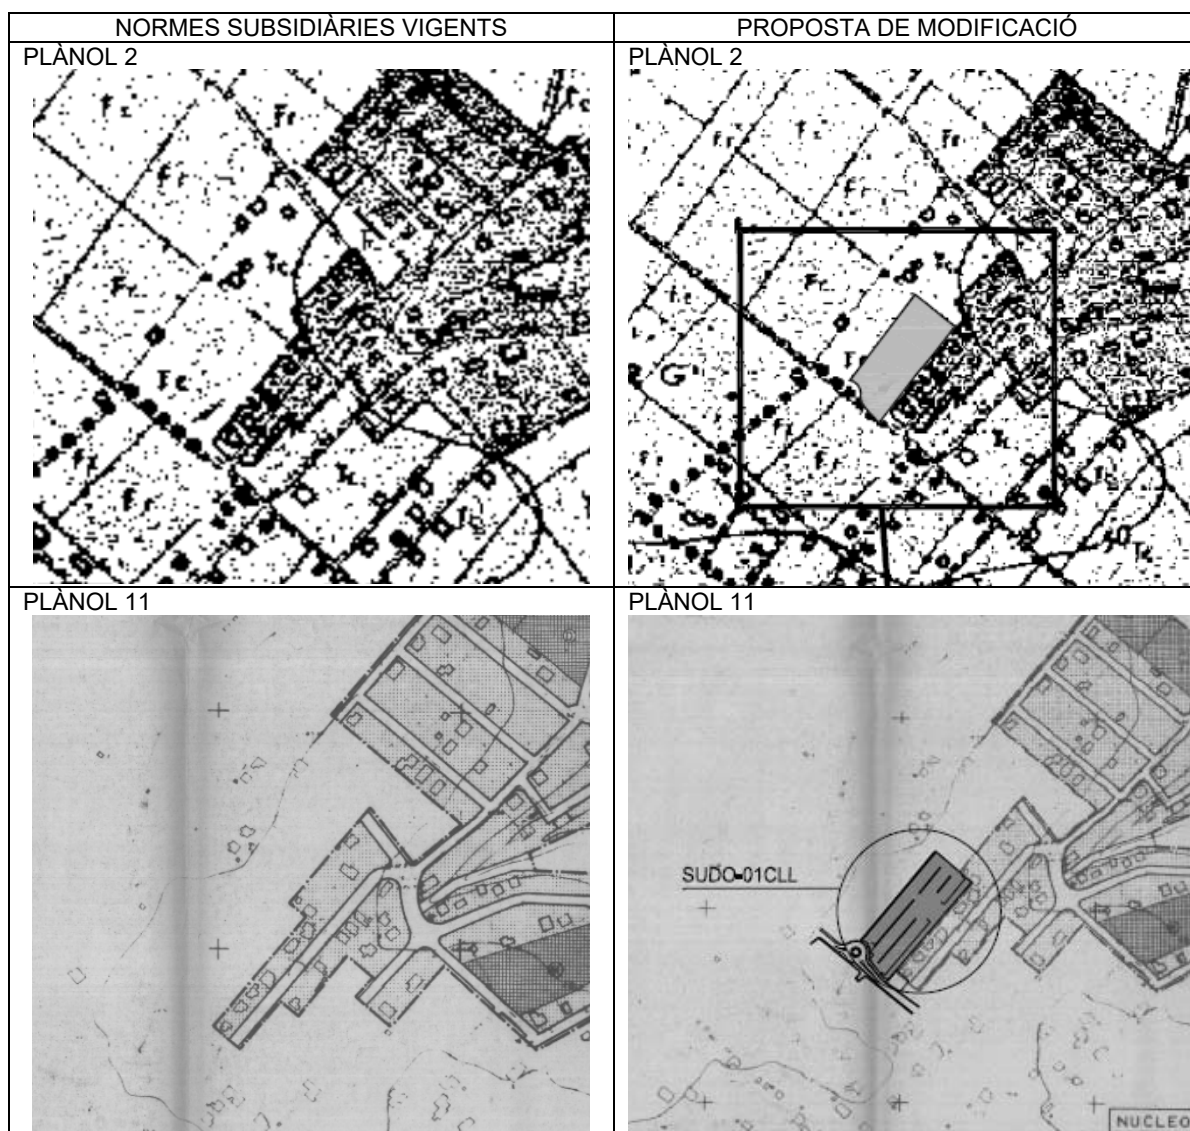 NORMES SUBSIDIÀRIES VIGENTS
PROPOSTA DE MODIFICACIÓ
PLÀNOL 2
PLÀNOL 2
PLÀNOL 11
PLÀNOL 11
SUDO-01CLL
NUCLEO